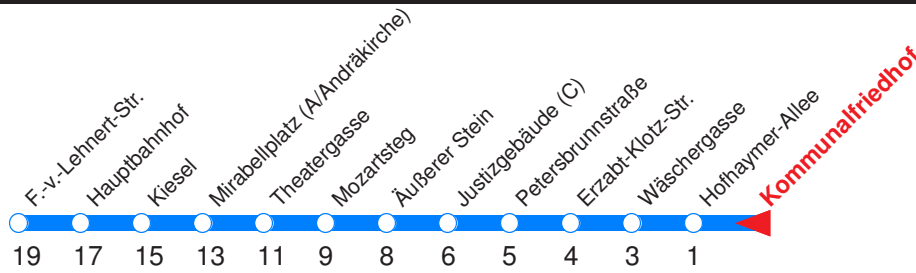 F.-v.-Lehnert-Str.
Hauptbahnhof
Kiesel
Mirabellplatz (A/Andräkirche)
Theatergasse
Mozartsteg
Äußerer Stein
Justizgebäude (C)
Petersbrunnstraße
Erzabt-Klotz-Str.
Wäschergasse
Hofhaymer-Allee
Kommunalfriedhof
19 17 15 13 11 9 8 6 5 4 3 1